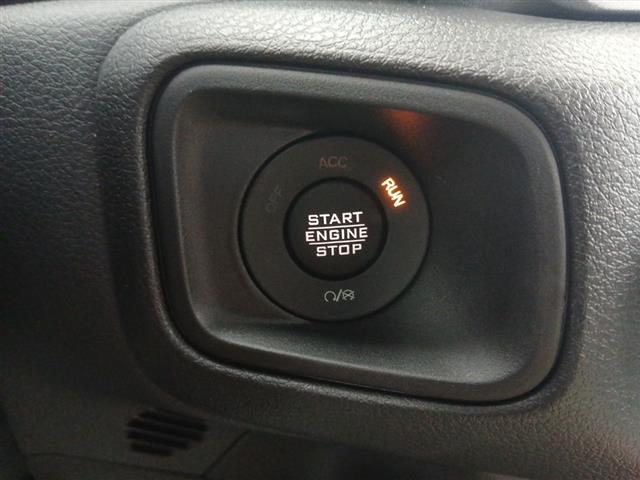 OFF
ACC
RUN
START
ENGINE
STOP